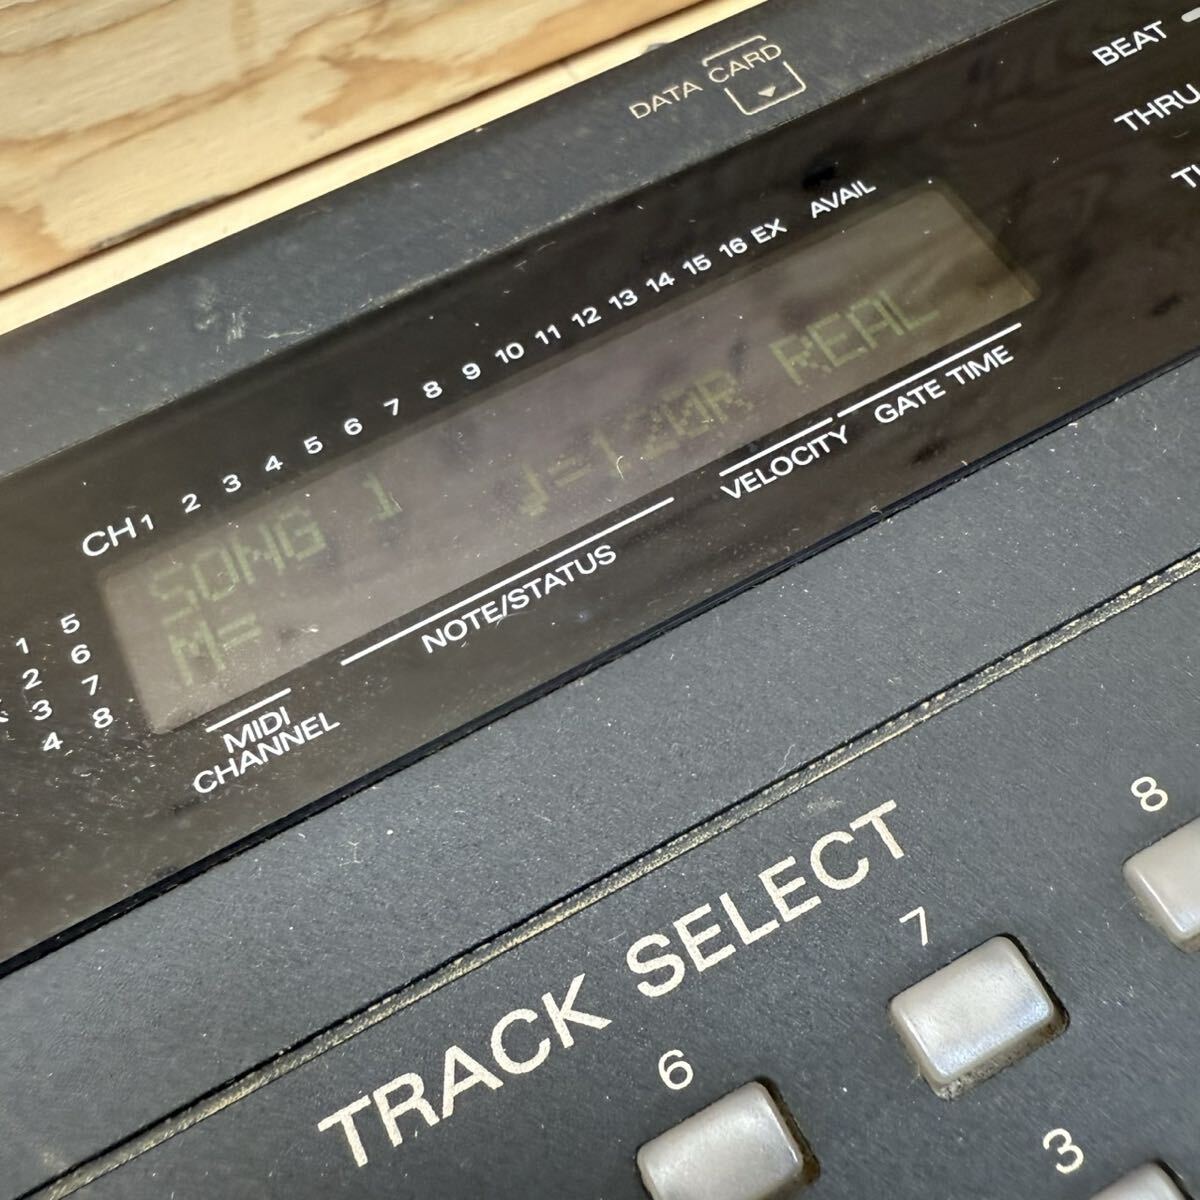 DATA CARD
BEAT
THRU
CH 1 2 3 4 5 6 7 8 9 10 11 12 13 14 15 16 EX AVAIL
SONG 1 ♩=120R REAL
M=
1 5
2 6
3 7
4 8
MIDI
CHANNEL
NOTE/STATUS
VELOCITY
GATE TIME
TRACK SELECT
8
7
6
3